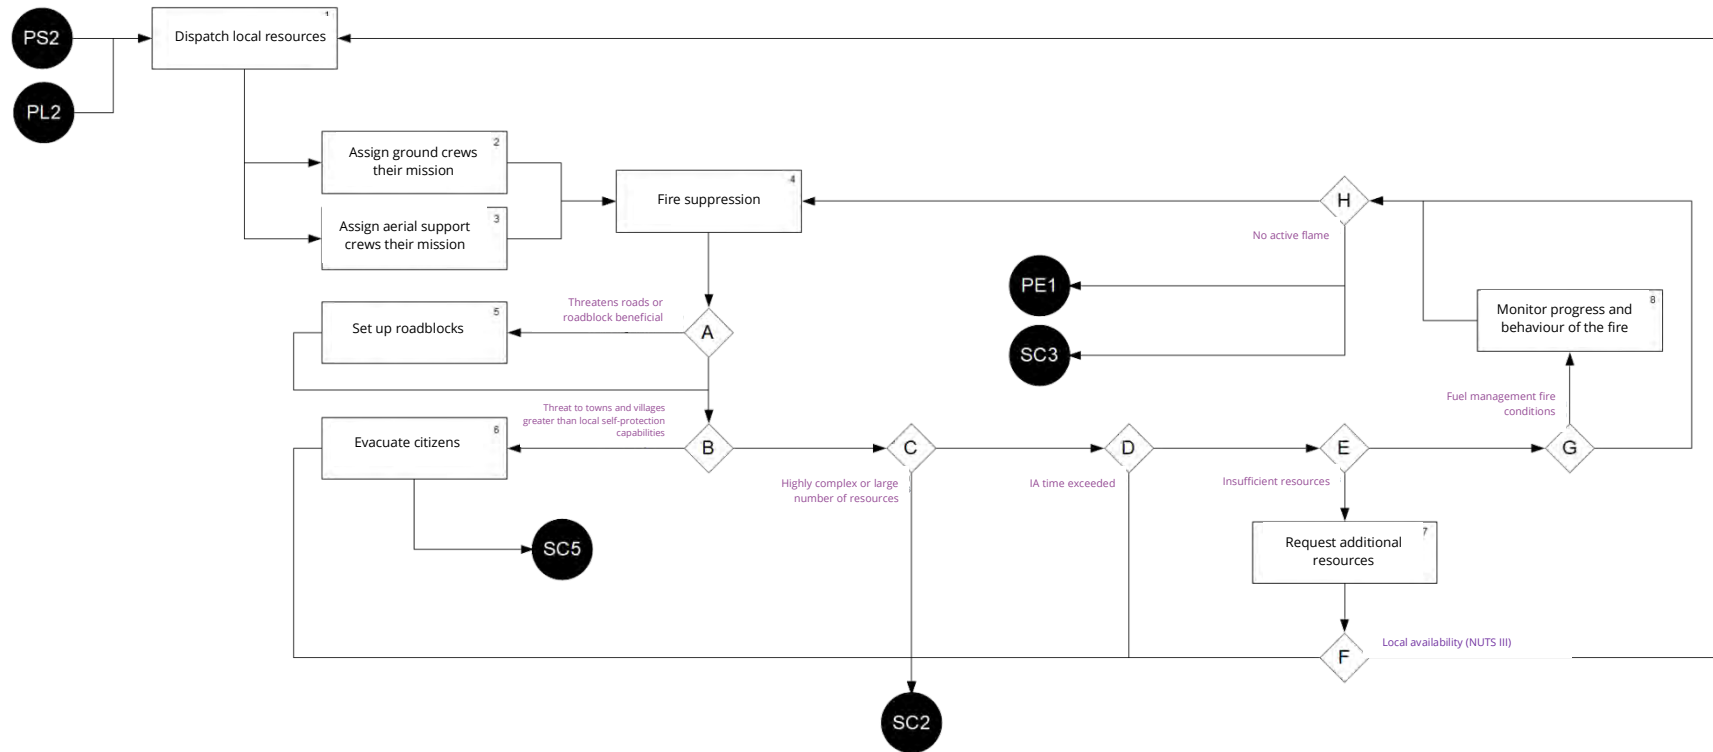 PS2
1
Dispatch local resources
PL2
2
Assign ground crews
their mission
3
Assign aerial support
crews their mission
4
Fire suppression
H
No active flame
PE1
SC3
8
Monitor progress and
behaviour of the fire
5
Set up roadblocks
Threatens roads or
roadblock beneficial
A
Fuel management fire
conditions
6
Evacuate citizens
Threat to towns and villages
greater than local self-protection
capabilities
B
C
D
E
G
Highly complex or large
number of resources
IA time exceeded
Insufficient resources
SC5
7
Request additional
resources
F
Local availability (NUTS III)
SC2